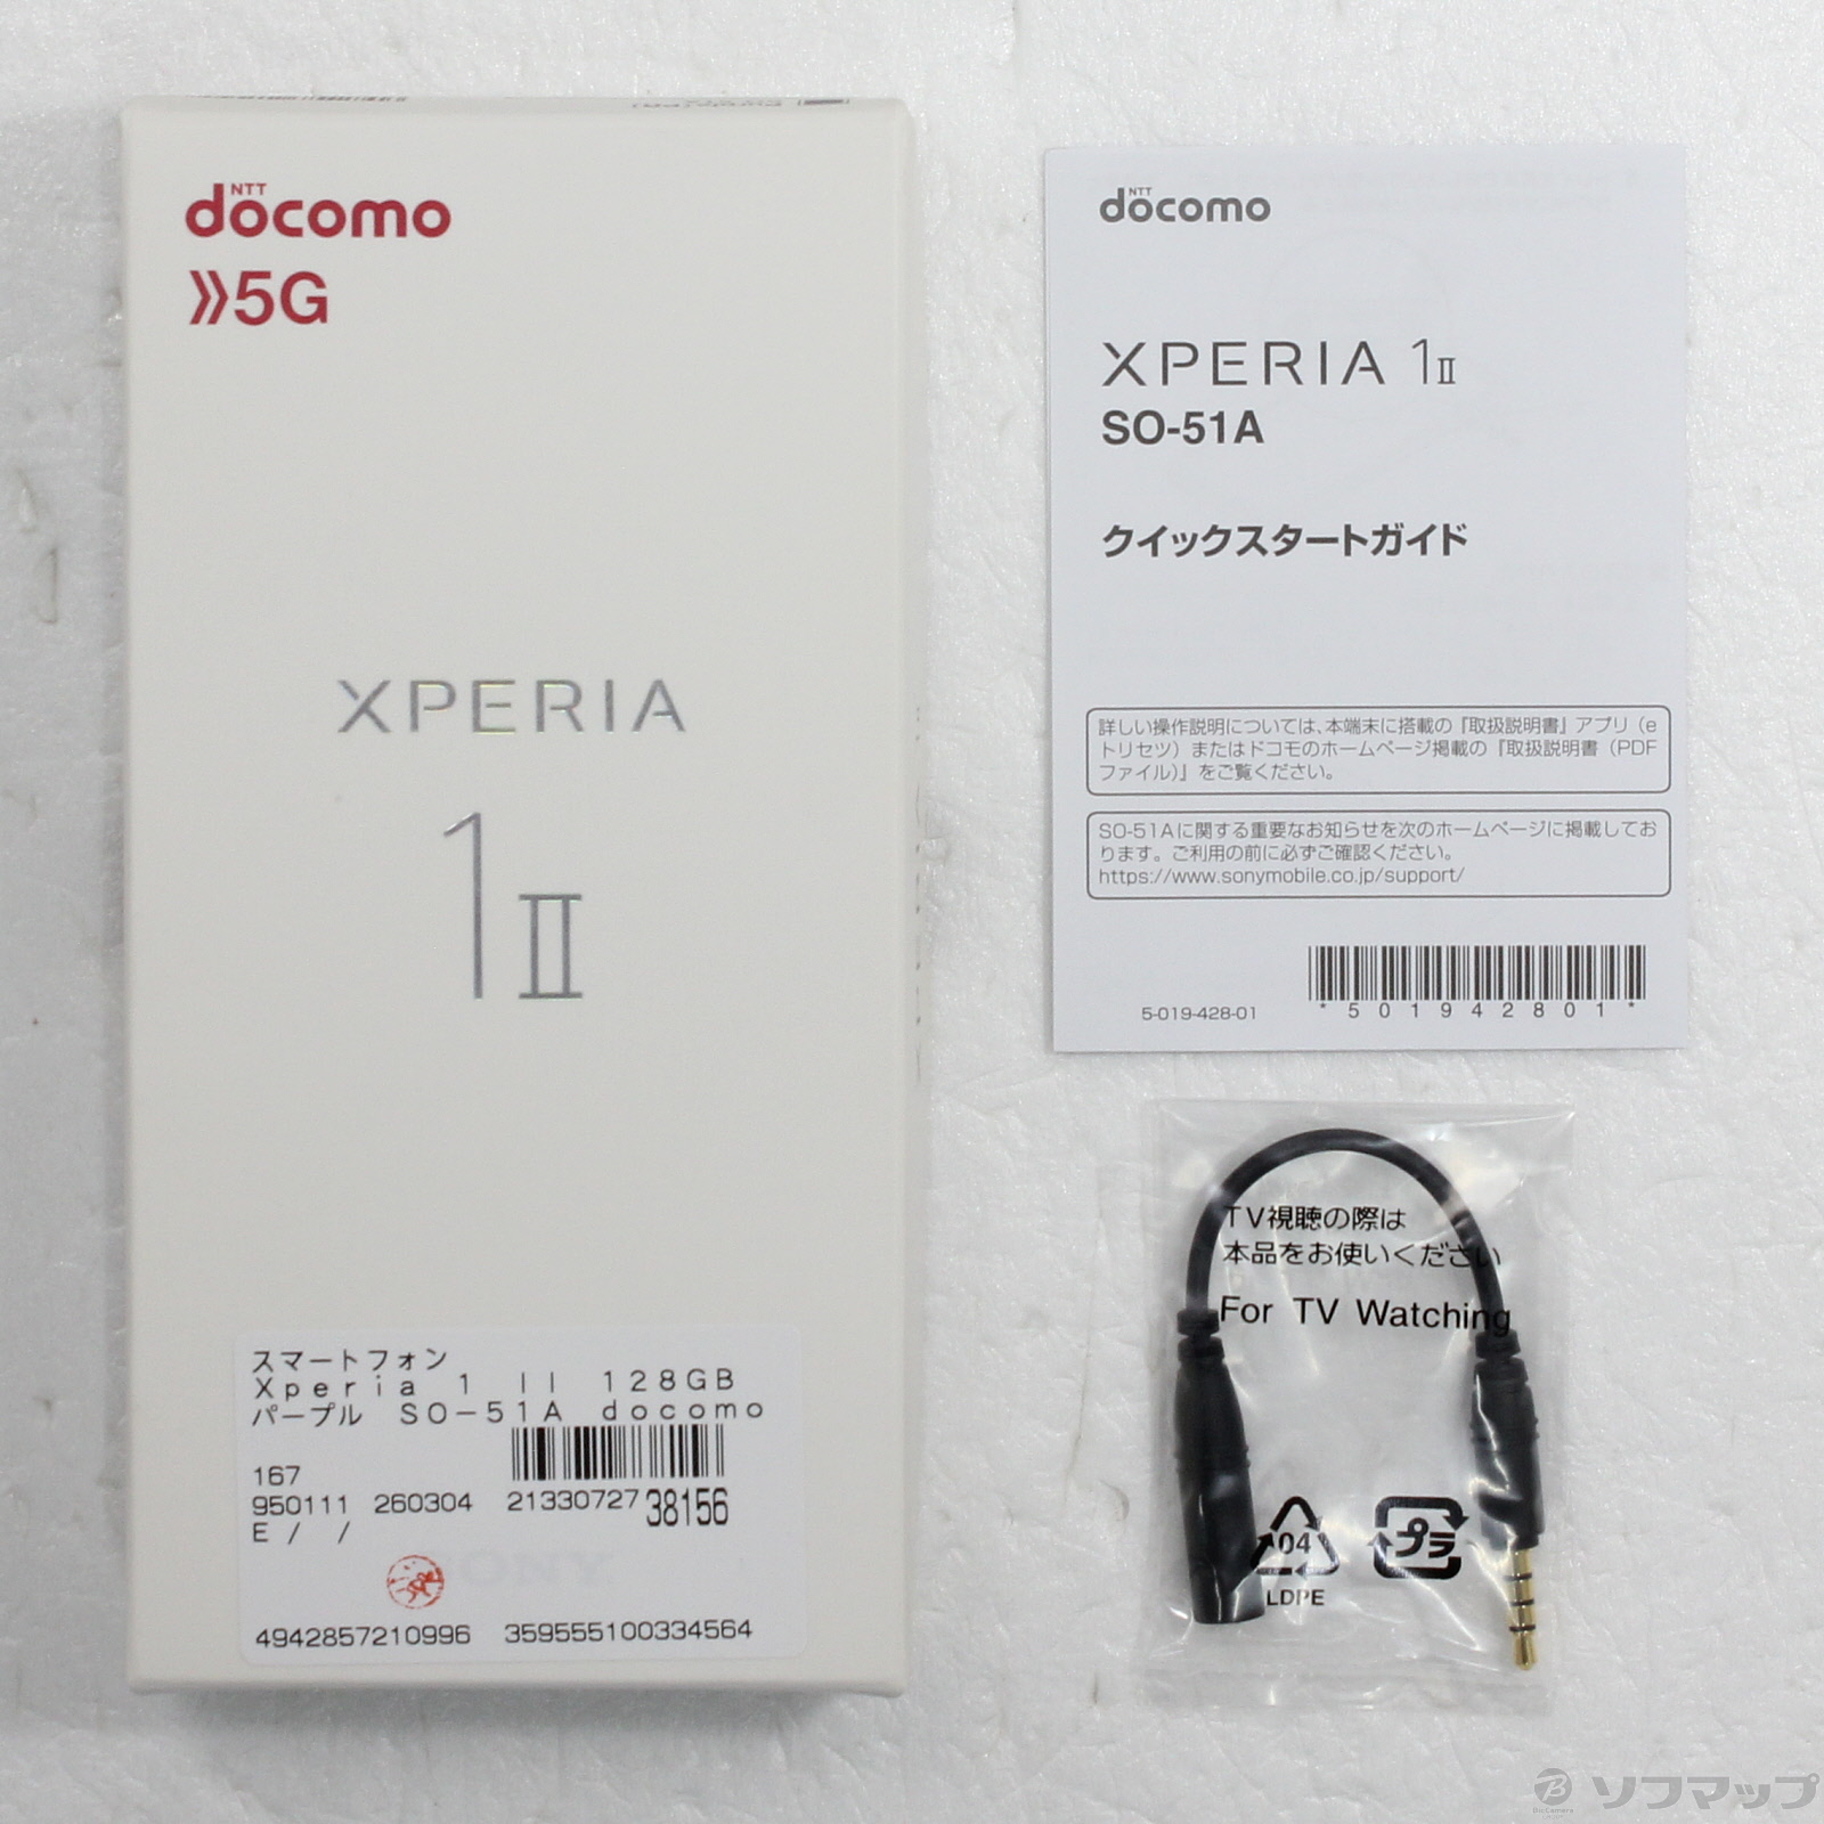 NTT
docomo
5G
XPERIA
1 II
スマートフォン
Xperia 1 II 128GB
パープル SO-51A docomo
167
950111 260304 21330727 38156
E / /
SONY
4942857210996 359555100334564
NTT
docomo
XPERIA 1 II
SO-51A
クイックスタートガイド
詳しい操作説明については、本端末に搭載の『取扱説明書』アプリ（e
トリセツ）またはドコモのホームページ掲載の『取扱説明書（PDF
ファイル）』をご覧ください。
SO-51Aに関する重要なお知らせを次のホームページに掲載してお
ります。ご利用の前に必ずご確認ください。
https://www.sonymobile.co.jp/support/
5-019-428-01
*501942801*
TV視聴の際は
本品をお使いください
For TV Watching
04
LDPE
プラ
ソフマップ